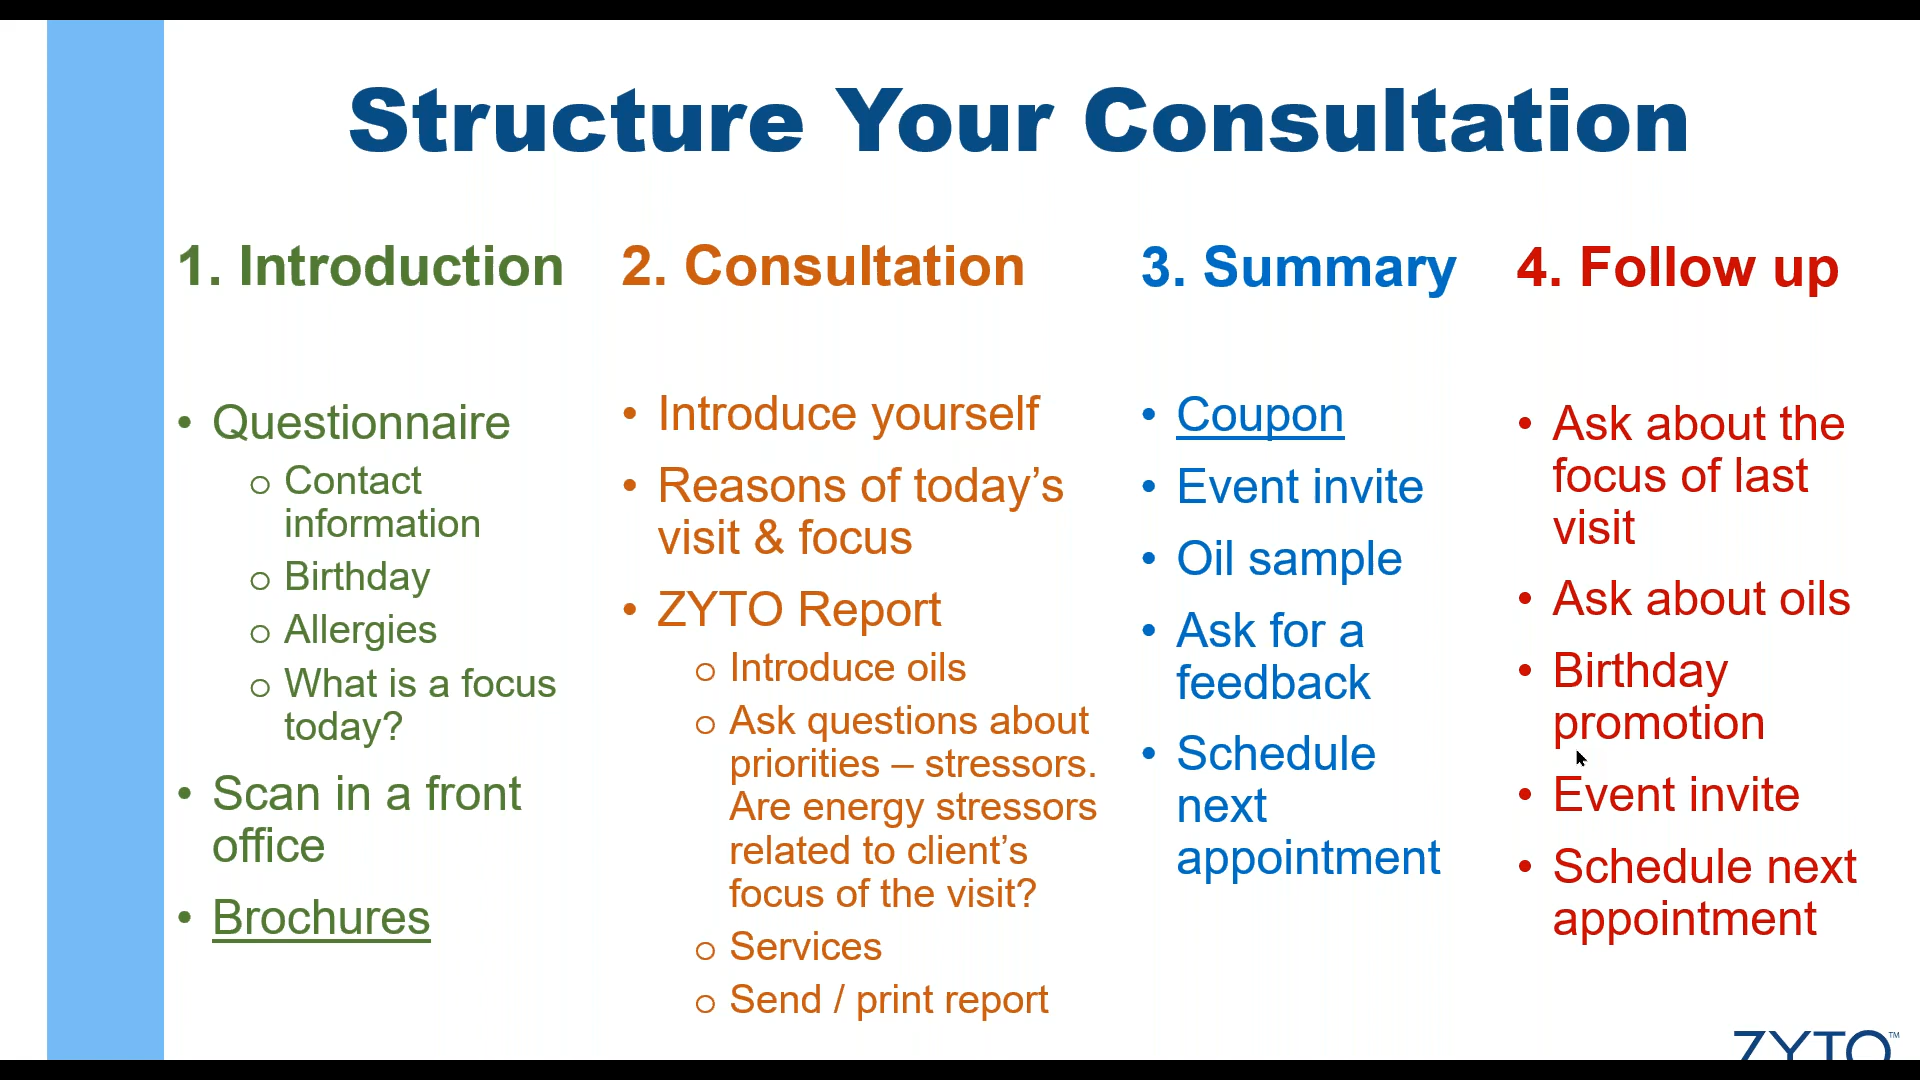 Structure Your Consultation
1. Introduction
• Questionnaire
o Contact
information
o Birthday
o Allergies
o What is a focus
today?
• Scan in a front
office
• Brochures
2. Consultation
• Introduce yourself
• Reasons of today’s
visit & focus
• ZYTO Report
o Introduce oils
o Ask questions about
priorities – stressors.
Are energy stressors
related to client’s
focus of the visit?
o Services
o Send / print report
3. Summary
• Coupon
• Event invite
• Oil sample
• Ask for a
feedback
• Schedule
next
appointment
4. Follow up
• Ask about the
focus of last
visit
• Ask about oils
• Birthday
promotion
• Event invite
• Schedule next
appointment
ZYTO™